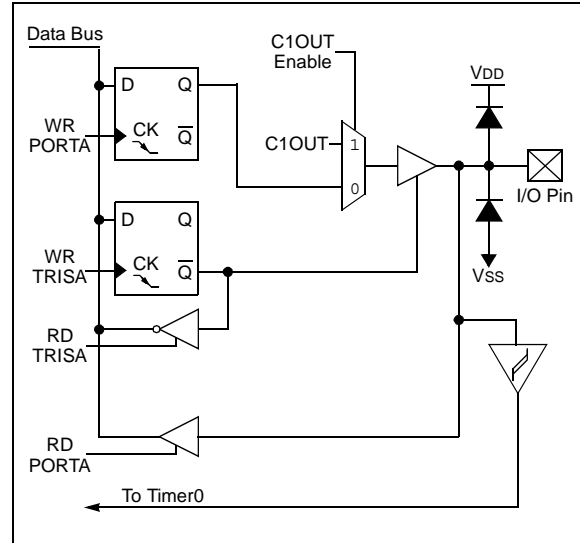 Data Bus
C1OUT
Enable
VDD
D
Q
WR
PORTA
CK
Q
C1OUT
1
0
I/O Pin
D
Q
WR
TRISA
CK
Q
VSS
RD
TRISA
RD
PORTA
To Timer0